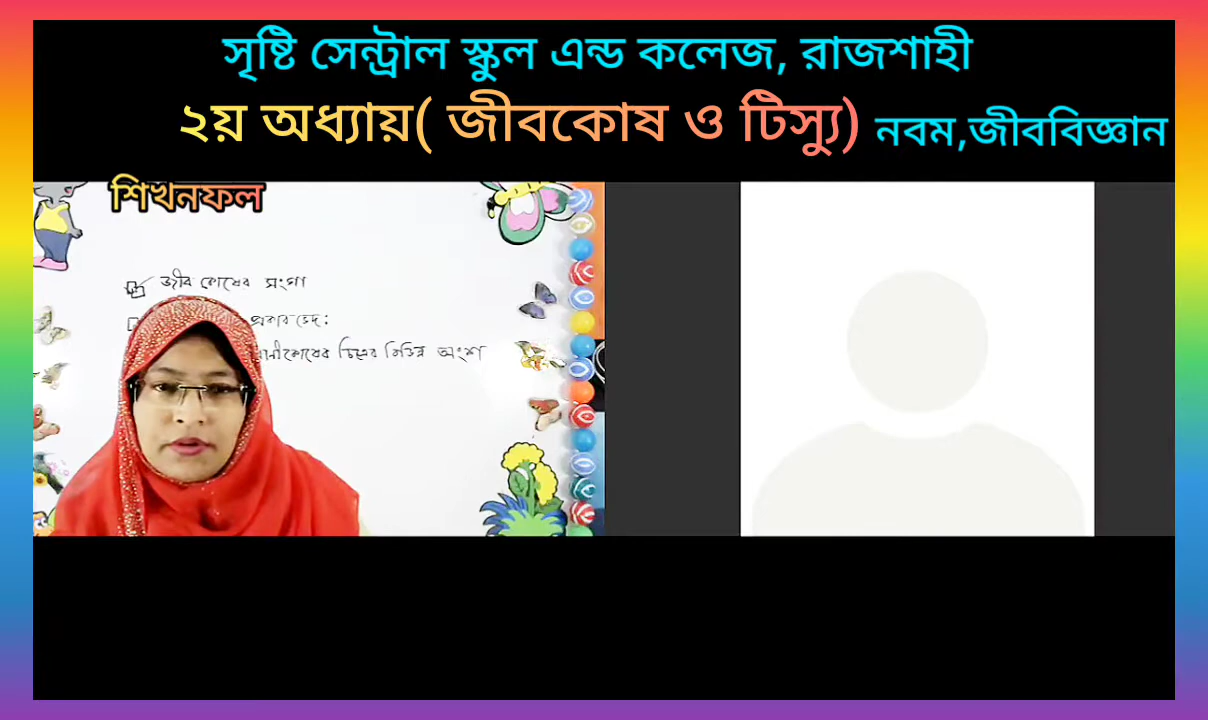 সৃষ্টি সেন্ট্রাল স্কুল এন্ড কলেজ, রাজশাহী
২য় অধ্যায়( জীবকোষ ও টিস্যু) নবম,জীববিজ্ঞান
শিখনফল
জীব কোষের সংগা
প্রকারভেদ:
চিত্রের বিভিন্ন অংশ